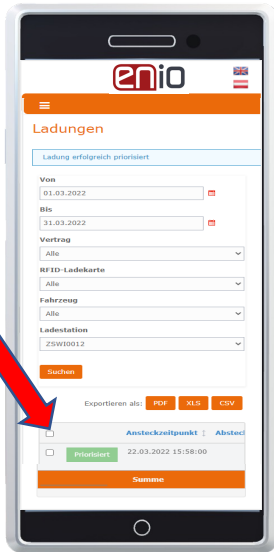 enio
Ladungen
Ladung erfolgreich priorisiert
Von
01.03.2022
Bis
31.03.2022
Vertrag
Alle
RFID-Ladekarte
Alle
Fahrzeug
Alle
Ladestation
ZSWI0012
Suchen
Exportieren als: PDF XLS CSV
Ansteckzeitpunkt Abstec
Priorisiert 22.03.2022 15:58:00
Summe